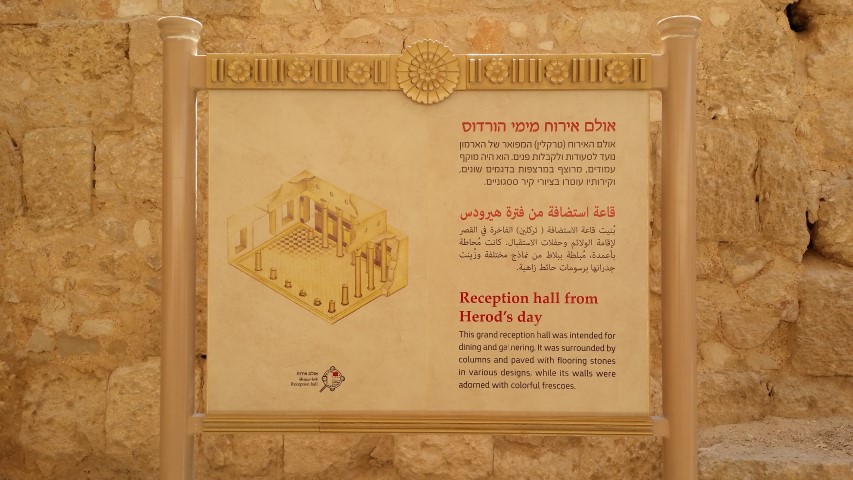 אולם אירוח מימי הורדוס
אולם האירוח (טרקלין) המפואר של הארמון
נועד לסעודות ולקבלות פנים. הוא היה מוקף
עמודים, מרוצף במרצפות בדגמים שונים,
וקירותיו עוטרו בציורי קיר ססגוניים.
قاعة استضافة من فترة هيرودس
بُنيت قاعة الاستضافة ( تركلين) الفاخرة في القصر
لإقامة الولائم وحفلات الاستقبال. كانت مُحاطة
بأعمدة، مُبلطة ببلاط من نماذج مختلفة وزُينت
جدرانها برسومات حائط زاهية.
Reception hall from
Herod's day
This grand reception hall was intended for
dining and gathering. It was surrounded by
columns and paved with flooring stones
in various designs, while its walls were
adorned with colorful frescoes.
אולם אירוח
Reception hall